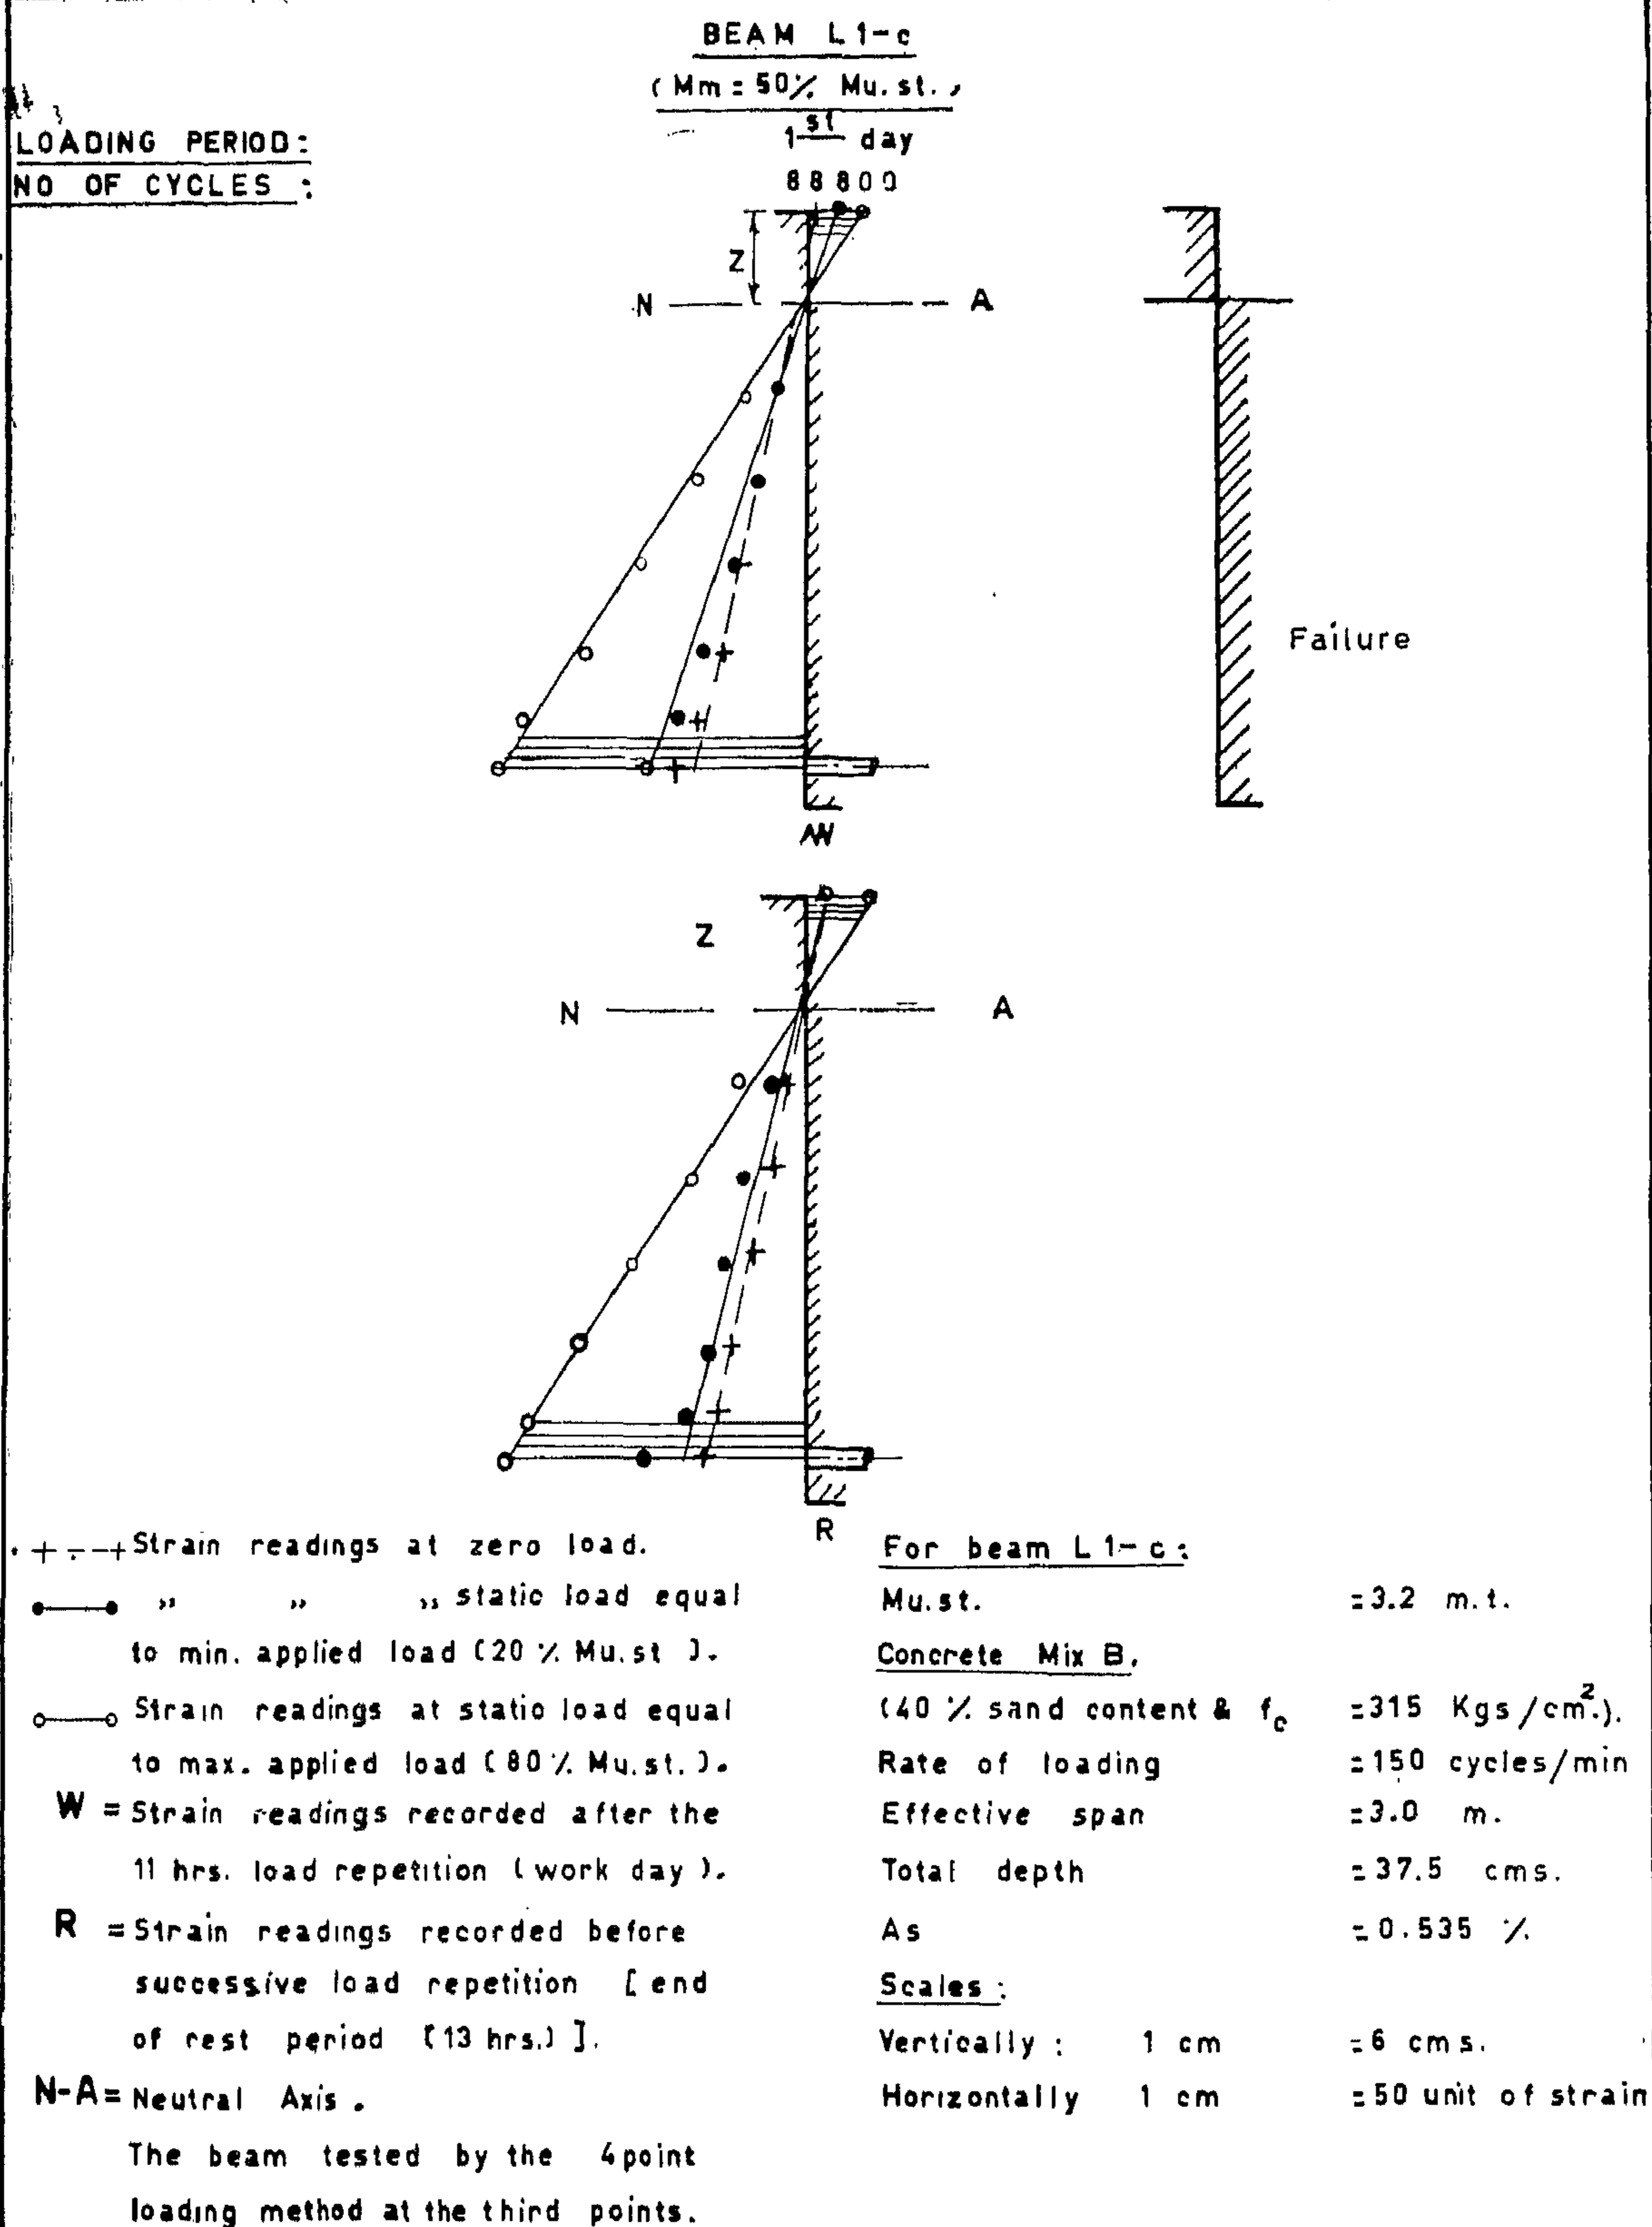 BEAM L1-c
(Mm = 50% Mu.st.,
LOADING PERIOD: 1st day
NO OF CYCLES : 88800
Z
N A
Failure
W
Z
N A
R
+ - - + Strain readings at zero load.
,, ,, ,, static load equal
to min. applied load (20 % Mu.st ).
Strain readings at static load equal
to max. applied load (80 % Mu.st.).
W = Strain readings recorded after the
11 hrs. load repetition (work day).
R = Strain readings recorded before
successive load repetition [end
of rest period (13 hrs.)].
N-A = Neutral Axis.
The beam tested by the 4 point
loading method at the third points.
For beam L1-c:
Mu.st. = 3.2 m.t.
Concrete Mix B.
(40 % sand content & fc = 315 Kgs/cm².).
Rate of loading = 150 cycles/min
Effective span = 3.0 m.
Total depth = 37.5 cms.
As = 0.535 %
Scales :
Vertically : 1 cm = 6 cms.
Horizontally 1 cm = 50 unit of strain